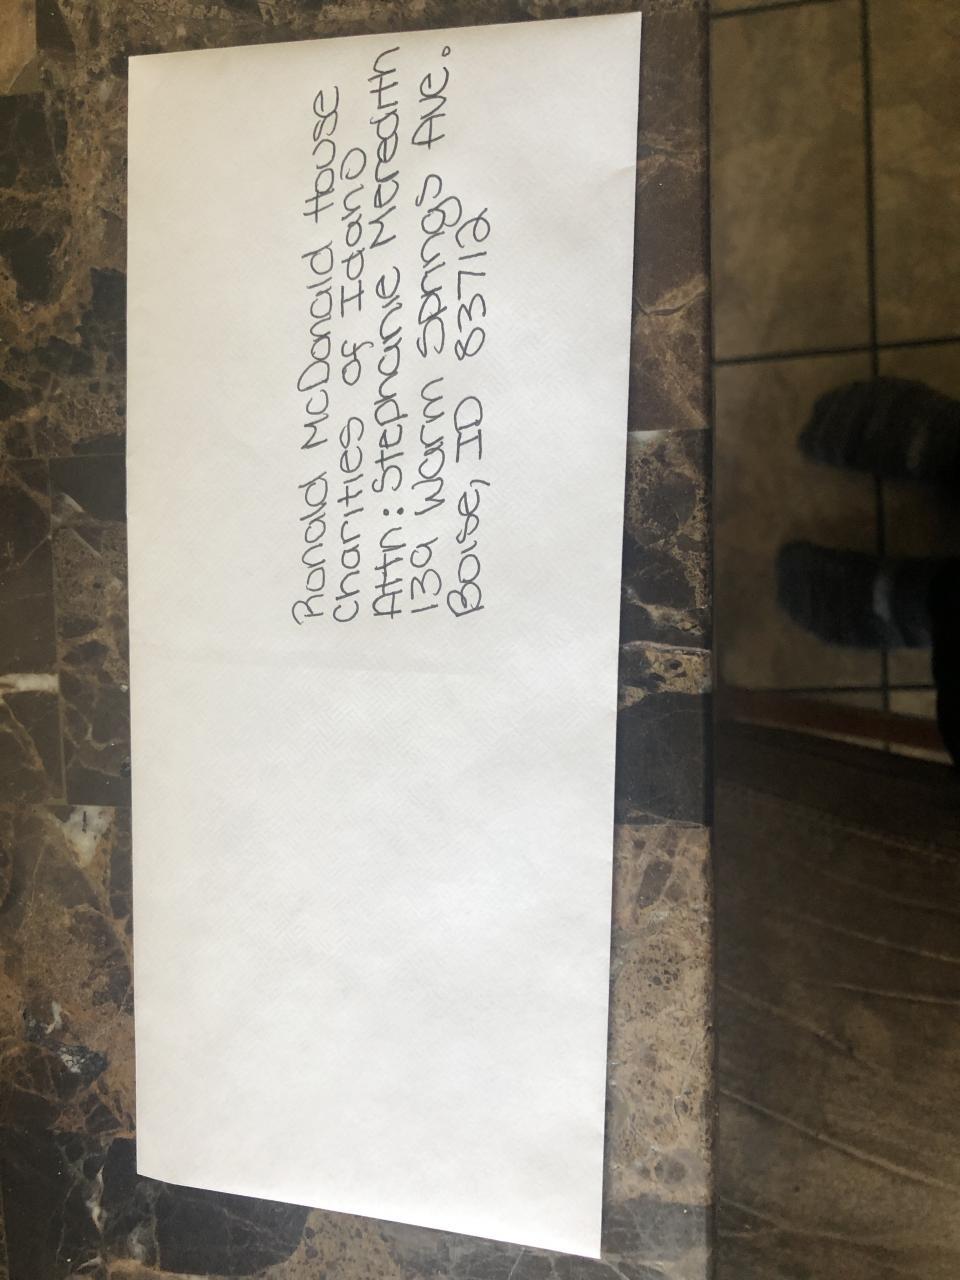 Ronald McDonald House
Charities of Idaho
Attn: Stephanie Meredith
139 Warm Springs Ave.
Boise, ID 83712